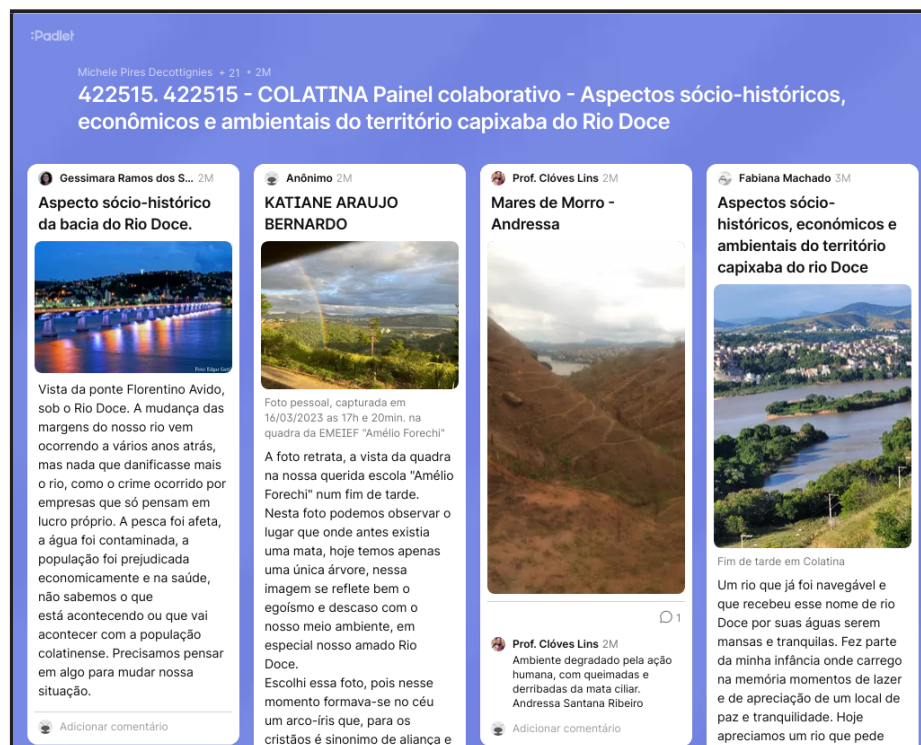 :Padlet
Michele Pires Decottignies + 21 • 2M
422515. 422515 - COLATINA Painel colaborativo - Aspectos sócio-históricos,
econômicos e ambientais do território capixaba do Rio Doce
Gessimara Ramos dos S... 2M
Aspecto sócio-histórico
da bacia do Rio Doce.
Vista da ponte Florentino Avido,
sob o Rio Doce. A mudança das
margens do nosso rio vem
ocorrendo a vários anos atrás,
mas nada que danificasse mais
o rio, como o crime ocorrido por
empresas que só pensam em
lucro próprio. A pesca foi afeta,
a água foi contaminada, a
população foi prejudicada
economicamente e na saúde,
não sabemos o que
está acontecendo ou que vai
acontecer com a população
colatinense. Precisamos pensar
em algo para mudar nossa
situação.
Adicionar comentário
Anônimo 2M
KATIANE ARAUJO
BERNARDO
Foto pessoal, capturada em
16/03/2023 as 17h e 20min. na
quadra da EMEIEF "Amélio Forechi"
A foto retrata, a vista da quadra
na nossa querida escola "Amélio
Forechi" num fim de tarde.
Nesta foto podemos observar o
lugar que onde antes existia
uma mata, hoje temos apenas
uma única árvore, nessa
imagem se reflete bem o
egoísmo e descaso com o
nosso meio ambiente, em
especial nosso amado Rio
Doce.
Escolhi essa foto, pois nesse
momento formava-se no céu
um arco-íris que, para os
cristãos é sinonimo de aliança e
Prof. Clóves Lins 2M
Mares de Morro -
Andressa
1
Prof. Clóves Lins 2M
Ambiente degradado pela ação
humana, com queimadas e
derribadas da mata ciliar.
Andressa Santana Ribeiro
Adicionar comentário
Fabiana Machado 3M
Aspectos sócio-
históricos, económicos e
ambientais do território
capixaba do rio Doce
Fim de tarde em Colatina
Um rio que já foi navegável e
que recebeu esse nome de rio
Doce por suas águas serem
mansas e tranquilas. Fez parte
da minha infância onde carrego
na memória momentos de lazer
e de apreciação de um local de
paz e tranquilidade. Hoje
apreciamos um rio que pede